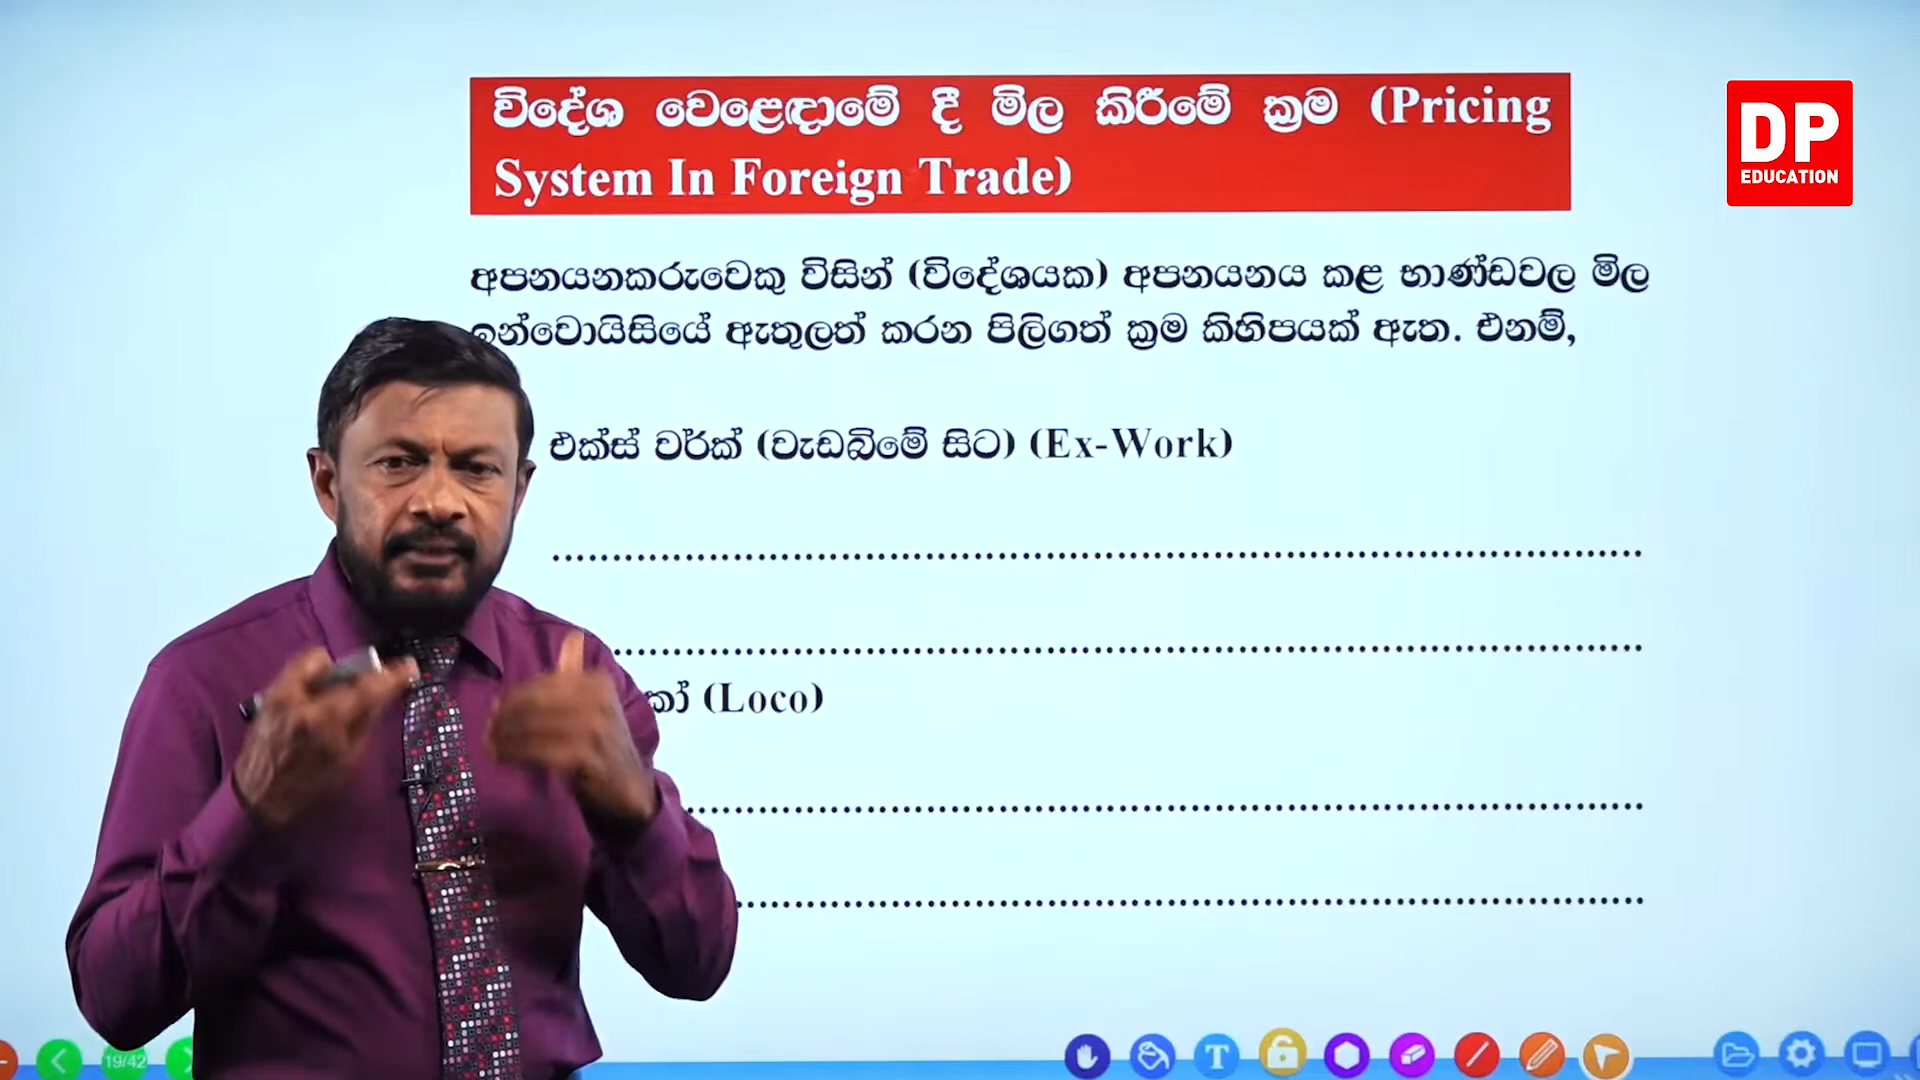 විදේශ වෙළෙඳාමේ දී මිල කිරීමේ ක්‍රම (Pricing
System In Foreign Trade)
DP
EDUCATION
අපනයනකරුවෙකු විසින් (විදේශයක) අපනයනය කළ භාණ්ඩවල මිල
ඉන්වොයිසියේ ඇතුලත් කරන පිලිගත් ක්‍රම කිහිපයක් ඇත. එනම්,
එක්ස් වර්ක් (වැඩබිමේ සිට) (Ex-Work)
(Loco)
19/42